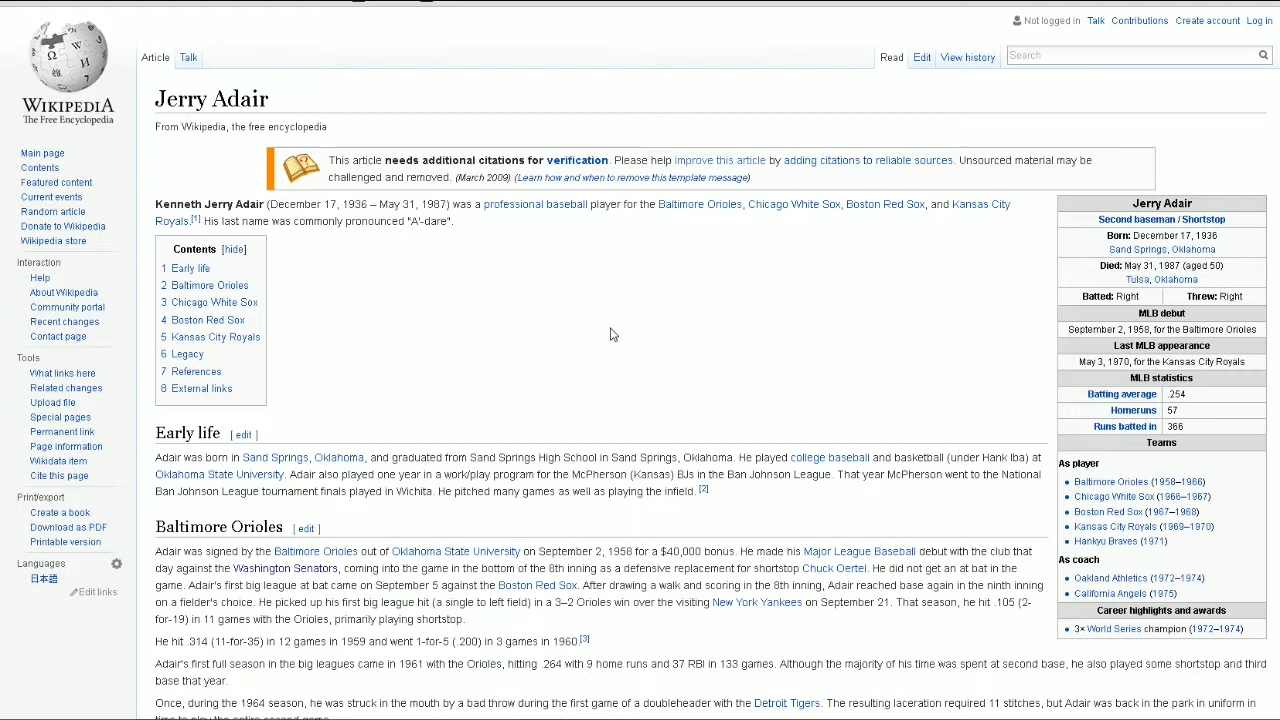 Not logged in Talk Contributions Create account Log in
Article Talk Read Edit View history Search
WIKIPEDIA
The Free Encyclopedia
Main page
Contents
Featured content
Current events
Random article
Donate to Wikipedia
Wikipedia store
Interaction
Help
About Wikipedia
Community portal
Recent changes
Contact page
Tools
What links here
Related changes
Upload file
Special pages
Permanent link
Page information
Wikidata item
Cite this page
Print/export
Create a book
Download as PDF
Printable version
Languages
日本語
Edit links
Jerry Adair
From Wikipedia, the free encyclopedia
This article needs additional citations for verification. Please help improve this article by adding citations to reliable sources. Unsourced material may be
challenged and removed. (March 2009) (Learn how and when to remove this template message)
Kenneth Jerry Adair (December 17, 1936 – May 31, 1987) was a professional baseball player for the Baltimore Orioles, Chicago White Sox, Boston Red Sox, and Kansas City
Royals.[1] His last name was commonly pronounced "A'-dare".
Contents [hide]
1 Early life
2 Baltimore Orioles
3 Chicago White Sox
4 Boston Red Sox
5 Kansas City Royals
6 Legacy
7 References
8 External links
Early life [ edit ]
Adair was born in Sand Springs, Oklahoma, and graduated from Sand Springs High School in Sand Springs, Oklahoma. He played college baseball and basketball (under Hank Iba) at
Oklahoma State University. Adair also played one year in a work/play program for the McPherson (Kansas) BJs in the Ban Johnson League. That year McPherson went to the National
Ban Johnson League tournament finals played in Wichita. He pitched many games as well as playing the infield. [2]
Baltimore Orioles [ edit ]
Adair was signed by the Baltimore Orioles out of Oklahoma State University on September 2, 1958 for a $40,000 bonus. He made his Major League Baseball debut with the club that
day against the Washington Senators, coming into the game in the bottom of the 8th inning as a defensive replacement for shortstop Chuck Oertel. He did not get an at bat in the
game. Adair's first big league at bat came on September 5 against the Boston Red Sox. After drawing a walk and scoring in the 8th inning, Adair reached base again in the ninth inning
on a fielder's choice. He picked up his first big league hit (a single to left field) in a 3–2 Orioles win over the visiting New York Yankees on September 21. That season, he hit .105 (2-
for-19) in 11 games with the Orioles, primarily playing shortstop.
He hit .314 (11-for-35) in 12 games in 1959 and went 1-for-5 (.200) in 3 games in 1960.[3]
Adair's first full season in the big leagues came in 1961 with the Orioles, hitting .264 with 9 home runs and 37 RBI in 133 games. Although the majority of his time was spent at second base, he also played some shortstop and third
base that year.
Once, during the 1964 season, he was struck in the mouth by a bad throw during the first game of a doubleheader with the Detroit Tigers. The resulting laceration required 11 stitches, but Adair was back in the park in uniform in
time to play the entire second game.
Jerry Adair
Second baseman / Shortstop
Born: December 17, 1936
Sand Springs, Oklahoma
Died: May 31, 1987 (aged 50)
Tulsa, Oklahoma
Batted: Right Threw: Right
MLB debut
September 2, 1958, for the Baltimore Orioles
Last MLB appearance
May 3, 1970, for the Kansas City Royals
MLB statistics
Batting average .254
Homeruns 57
Runs batted in 366
Teams
As player
Baltimore Orioles (1958–1966)
Chicago White Sox (1966–1967)
Boston Red Sox (1967–1968)
Kansas City Royals (1969–1970)
Hankyu Braves (1971)
As coach
Oakland Athletics (1972–1974)
California Angels (1975)
Career highlights and awards
3× World Series champion (1972–1974)